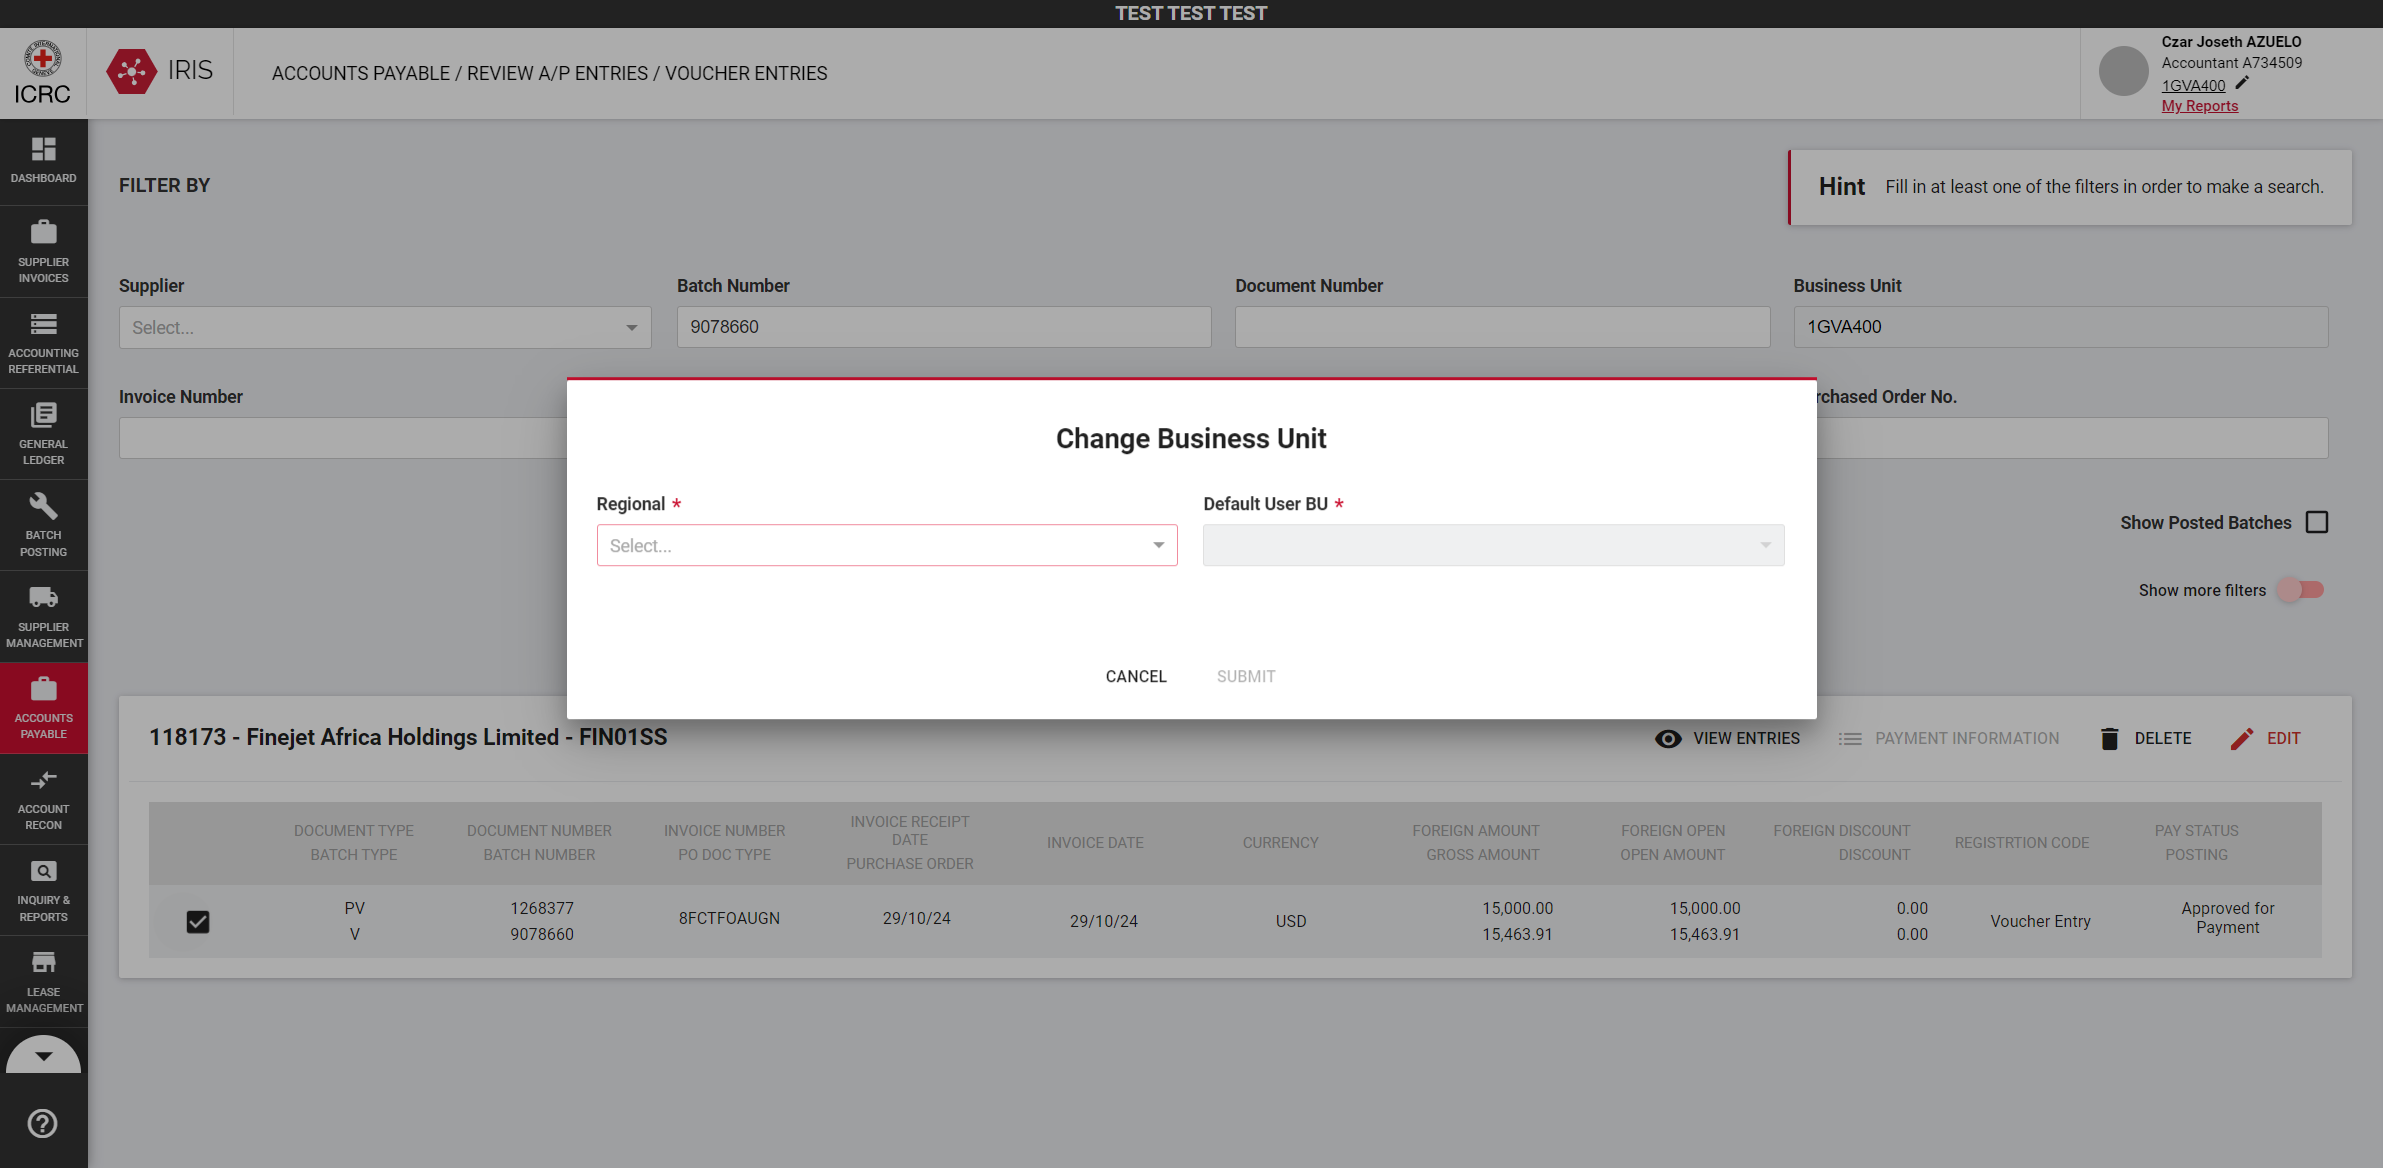 TEST TEST TEST
ICRC
IRIS
ACCOUNTS PAYABLE / REVIEW A/P ENTRIES / VOUCHER ENTRIES
Czar Joseth AZUELO
Accountant A734509
1GVA400
My Reports
DASHBOARD
SUPPLIER
INVOICES
ACCOUNTING
REFERENTIAL
GENERAL
LEDGER
BATCH
POSTING
SUPPLIER
MANAGEMENT
ACCOUNTS
PAYABLE
ACCOUNT
RECON
INQUIRY &
REPORTS
LEASE
MANAGEMENT
FILTER BY
Hint Fill in at least one of the filters in order to make a search.
Supplier Batch Number Document Number Business Unit
Select... 9078660 1GVA400
Invoice Number rchased Order No.
Change Business Unit
Regional * Default User BU *
Select...
CANCEL SUBMIT
Show Posted Batches
Show more filters
118173 - Finejet Africa Holdings Limited - FIN01SS
VIEW ENTRIES PAYMENT INFORMATION DELETE EDIT
DOCUMENT TYPE
BATCH TYPE
DOCUMENT NUMBER
BATCH NUMBER
INVOICE NUMBER
PO DOC TYPE
INVOICE RECEIPT
DATE
PURCHASE ORDER
INVOICE DATE
CURRENCY
FOREIGN AMOUNT
GROSS AMOUNT
FOREIGN OPEN
OPEN AMOUNT
FOREIGN DISCOUNT
DISCOUNT
REGISTRTION CODE
PAY STATUS
POSTING
PV
V
1268377
9078660
8FCTFOAUGN
29/10/24
29/10/24
USD
15,000.00
15,463.91
15,000.00
15,463.91
0.00
0.00
Voucher Entry
Approved for
Payment